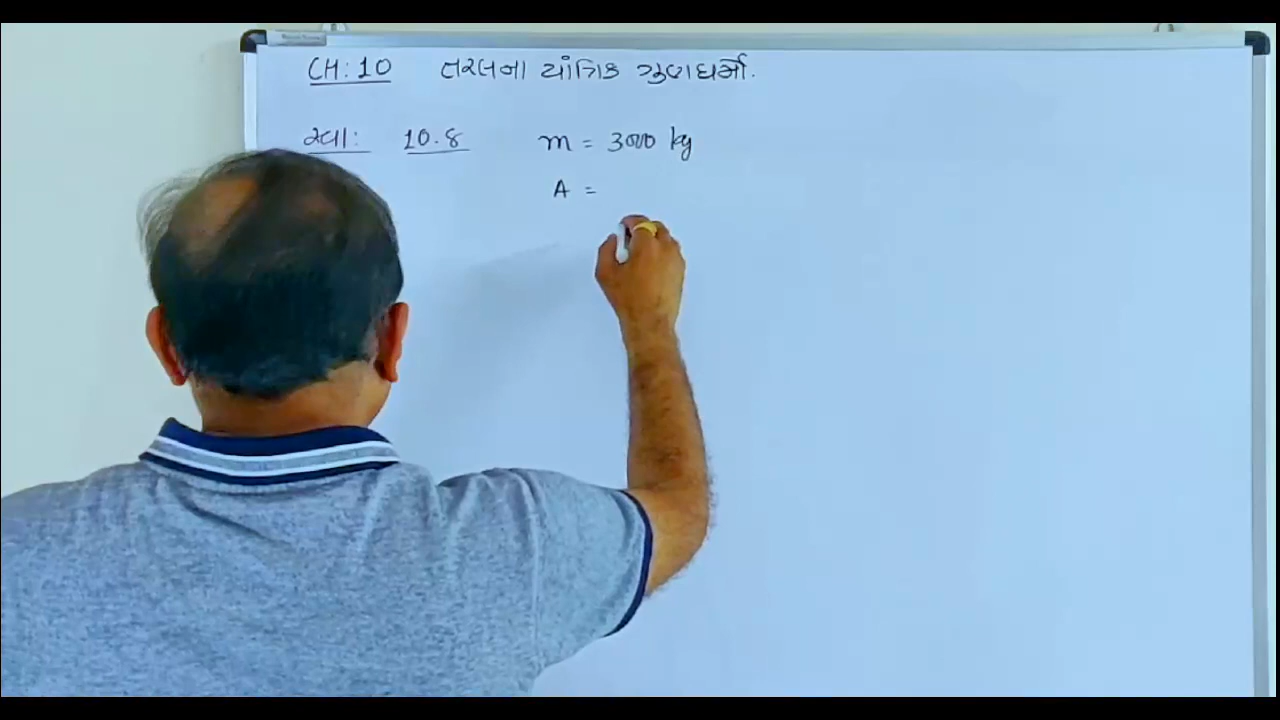 CH: 10 તરલના યાંત્રિક ગુણધર્મો.
સ્વા: 10.8 m = 3000 kg
A =